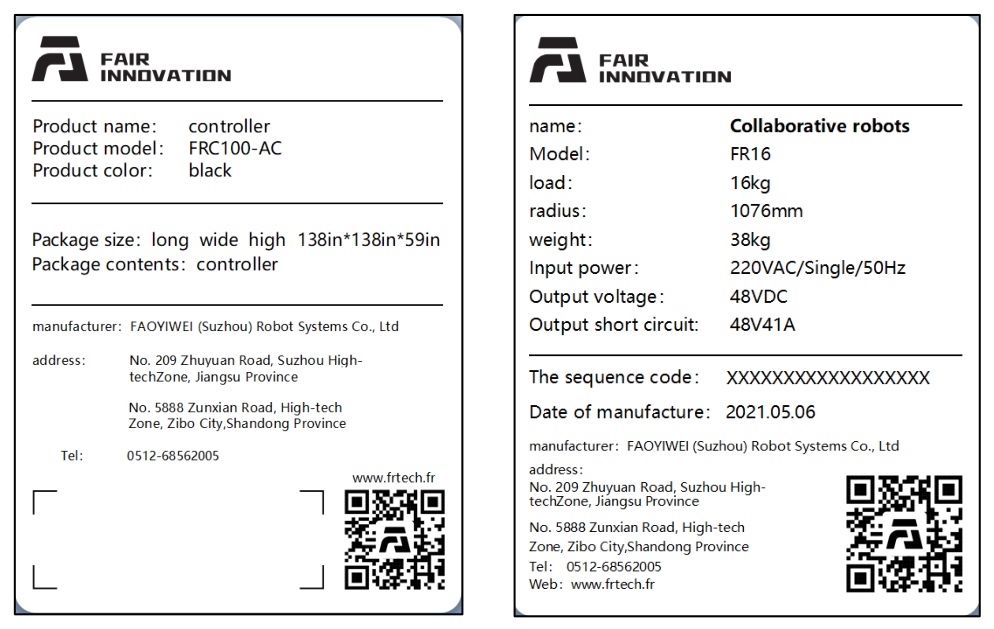 FAIR
INNOVATION
Product name: controller
Product model: FRC100-AC
Product color: black
Package size: long wide high 138in*138in*59in
Package contents: controller
manufacturer: FAOYIWEI (Suzhou) Robot Systems Co., Ltd
address: No. 209 Zhuyuan Road, Suzhou High-
techZone, Jiangsu Province
No. 5888 Zunxian Road, High-tech
Zone, Zibo City,Shandong Province
Tel: 0512-68562005
www.frtech.fr
FAIR
INNOVATION
name: Collaborative robots
Model: FR16
load: 16kg
radius: 1076mm
weight: 38kg
Input power: 220VAC/Single/50Hz
Output voltage: 48VDC
Output short circuit: 48V41A
The sequence code: XXXXXXXXXXXXXXXXXX
Date of manufacture: 2021.05.06
manufacturer: FAOYIWEI (Suzhou) Robot Systems Co., Ltd
address:
No. 209 Zhuyuan Road, Suzhou High-
techZone, Jiangsu Province
No. 5888 Zunxian Road, High-tech
Zone, Zibo City,Shandong Province
Tel: 0512-68562005
Web: www.frtech.fr